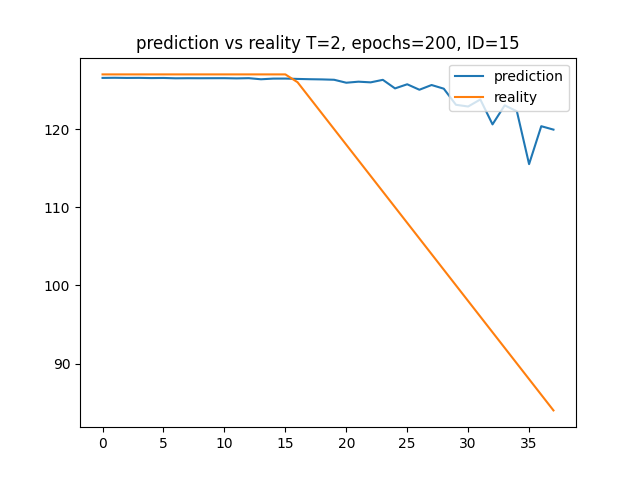 prediction vs reality T=2, epochs=200, ID=15
prediction
reality
120
110
100
90
0 5 10 15 20 25 30 35